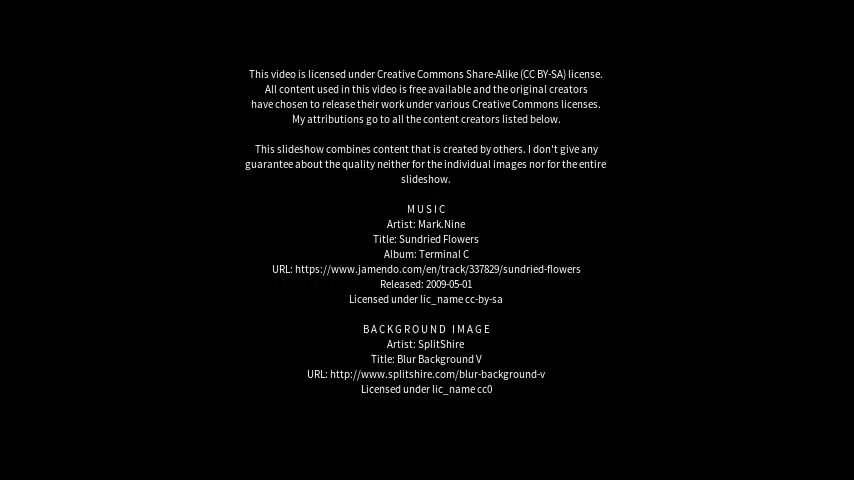 This video is licensed under Creative Commons Share-Alike (CC BY-SA) license.
All content used in this video is free available and the original creators
have chosen to release their work under various Creative Commons licenses.
My attributions go to all the content creators listed below.
This slideshow combines content that is created by others. I don't give any
guarantee about the quality neither for the individual images nor for the entire
slideshow.
MUSIC
Artist: Mark.Nine
Title: Sundried Flowers
Album: Terminal C
URL: https://www.jamendo.com/en/track/337829/sundried-flowers
Released: 2009-05-01
Licensed under lic_name cc-by-sa
BACKGROUND IMAGE
Artist: SplitShire
Title: Blur Background V
URL: http://www.splitshire.com/blur-background-v
Licensed under lic_name cc0